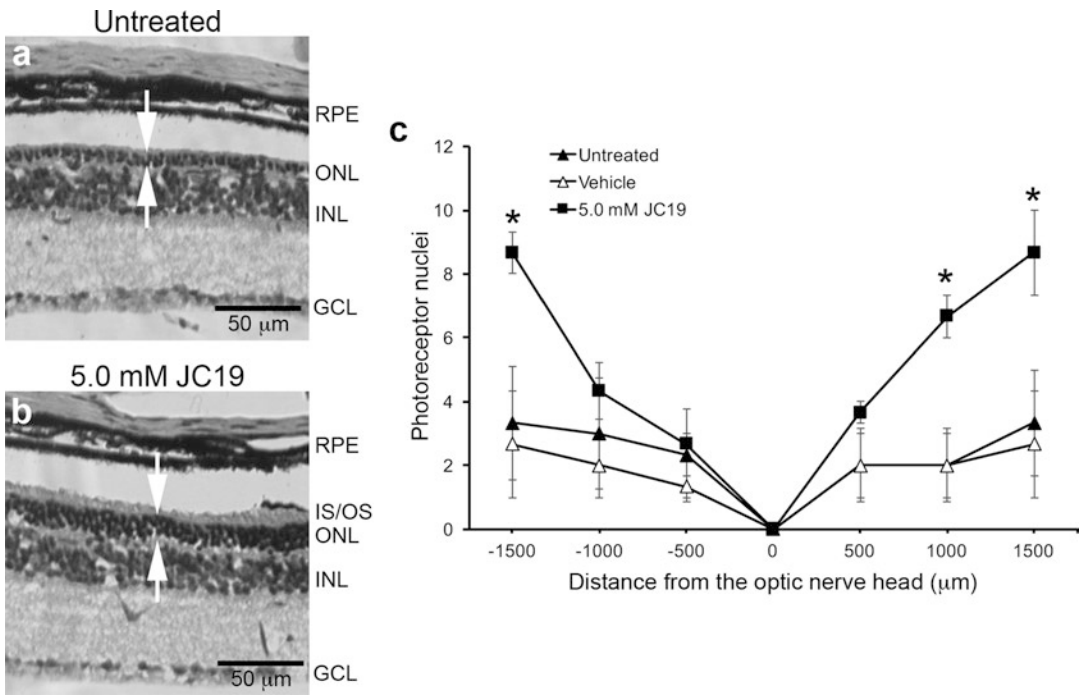 Untreated
a
RPE
ONL
INL
GCL
50 μm
5.0 mM JC19
b
RPE
IS/OS
ONL
INL
GCL
50 μm
c
Untreated
Vehicle
5.0 mM JC19
*
*
*
12
10
8
6
4
2
0
Photoreceptor nuclei
-1500 -1000 -500 0 500 1000 1500
Distance from the optic nerve head (μm)